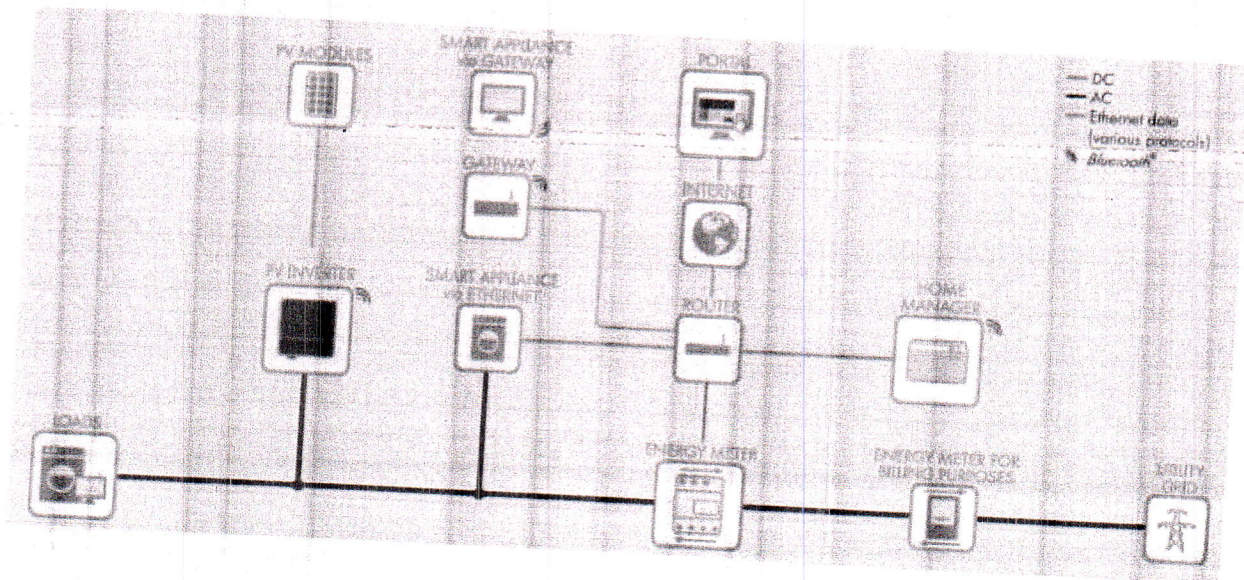 PV MODULES
SMART APPLIANCE
via GATEWAY
PORTAL
DC
AC
Ethernet data
(various protocols)
Bluetooth®
GATEWAY
INTERNET
PV INVERTER
SMART APPLIANCE
via ETHERNET
ROUTER
HOME
MANAGER
LOADS
ENERGY METER
ENERGY METER FOR
BILLING PURPOSES
UTILITY
GRID